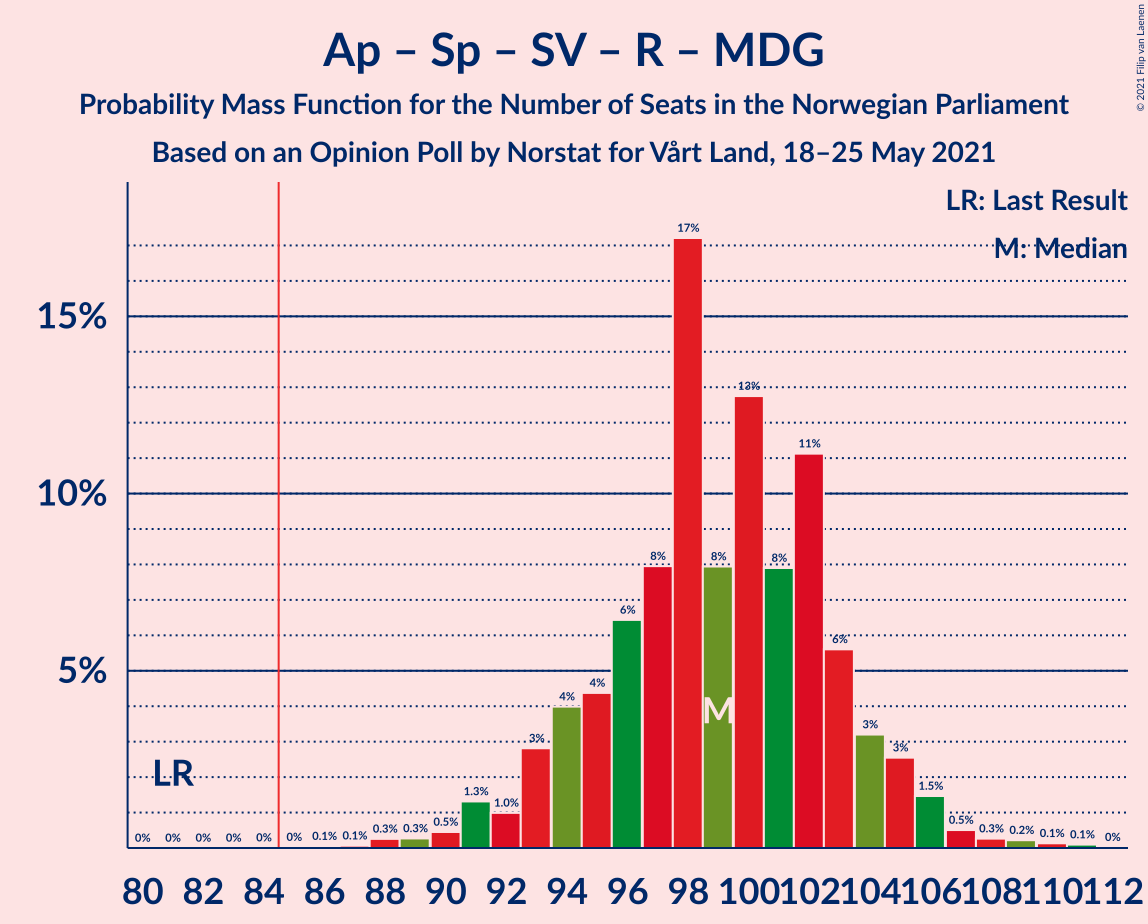 Ap – Sp – SV – R – MDG
Probability Mass Function for the Number of Seats in the Norwegian Parliament
Based on an Opinion Poll by Norstat for Vårt Land, 18–25 May 2021
© 2021 Filip van Laenen
LR: Last Result
M: Median
15%
10%
5%
LR
M
0% 0% 0% 0% 0% 0% 0.1% 0.1% 0.3% 0.3% 0.5% 1.3% 1.0% 3% 4% 4% 6% 8% 17% 8% 13% 8% 11% 6% 3% 3% 1.5% 0.5% 0.3% 0.2% 0.1% 0.1% 0%
80 82 84 86 88 90 92 94 96 98 100 102 104 106 108 110 112